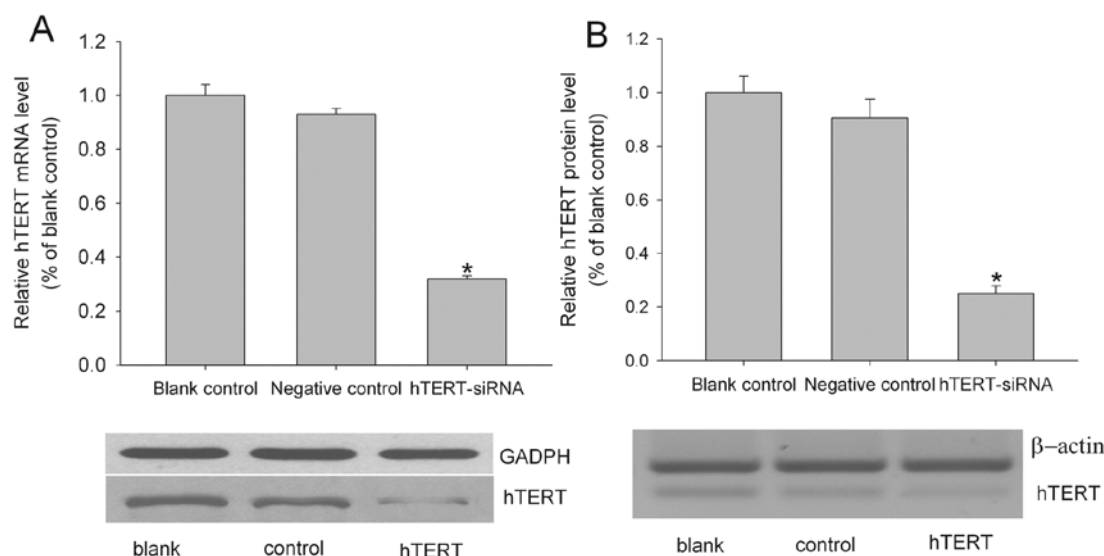 A
Relative hTERT mRNA level
(% of blank control)
1.2
1.0
0.8
0.6
0.4
0.2
0.0
*
Blank control Negative control hTERT-siRNA
GADPH
hTERT
blank control hTERT
B
Relative hTERT protein level
(% of blank control)
1.2
1.0
0.8
0.6
0.4
0.2
0.0
*
Blank control Negative control hTERT-siRNA
β–actin
hTERT
blank control hTERT